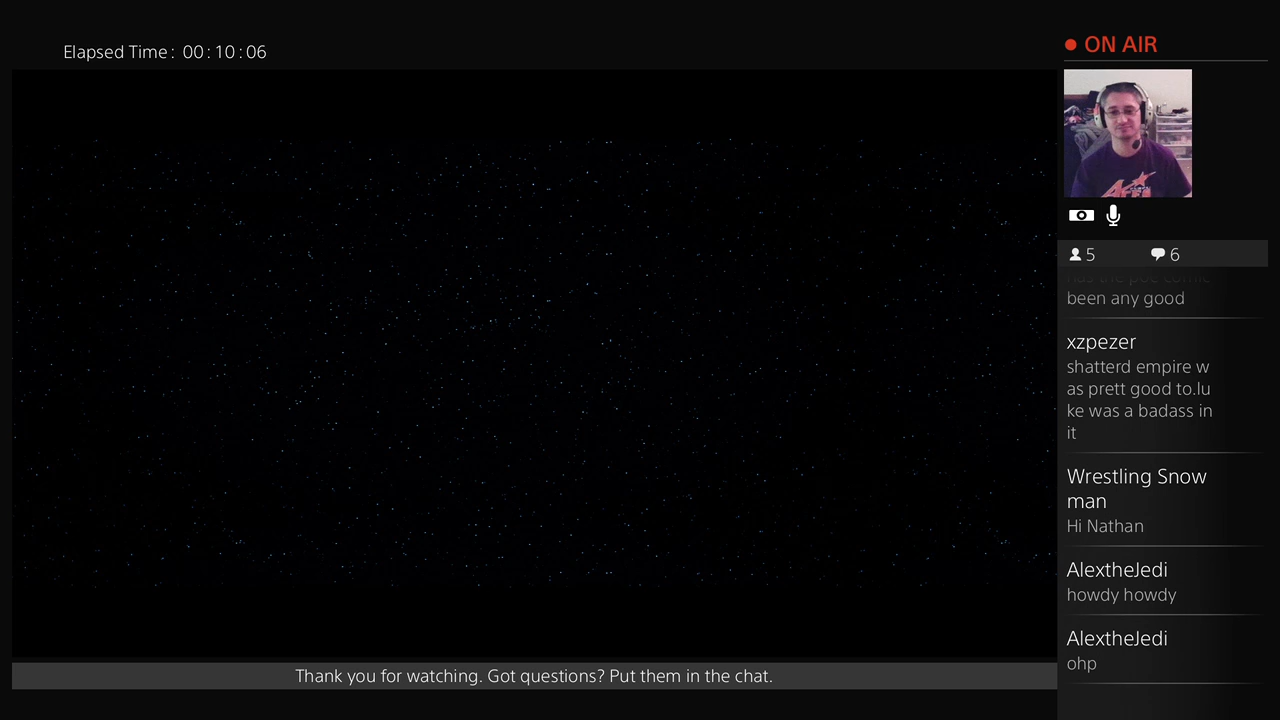 Elapsed Time: 00:10:06
ON AIR
5 6
been any good
xzpezer
shatterd empire w
as prett good to.lu
ke was a badass in
it
Wrestling Snow
man
Hi Nathan
AlextheJedi
howdy howdy
AlextheJedi
ohp
Thank you for watching. Got questions? Put them in the chat.